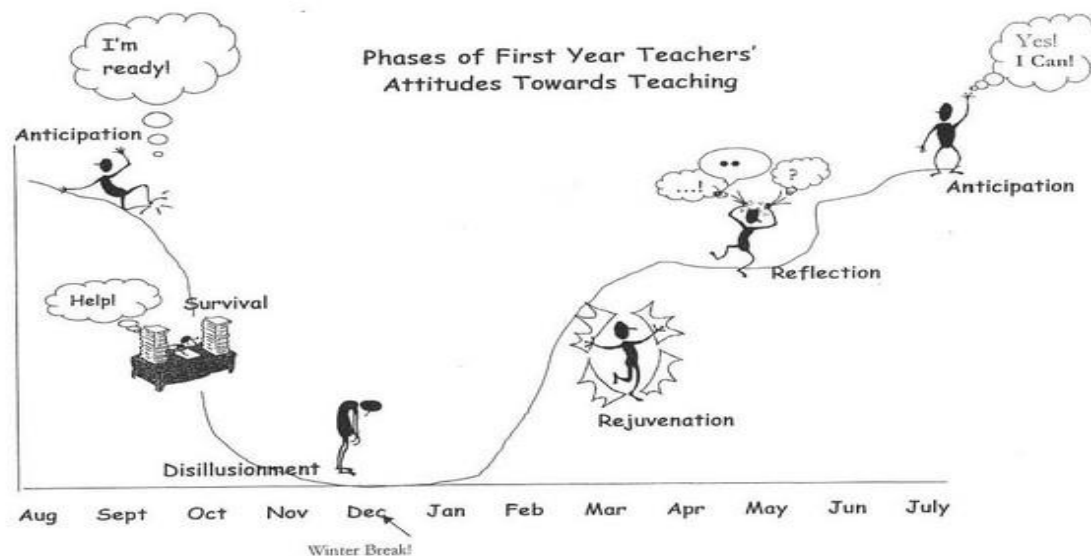 I'm
ready!
Phases of First Year Teachers'
Attitudes Towards Teaching
Yes!
I Can!
Anticipation
...!
?
Anticipation
Reflection
Help!
Survival
Rejuvenation
Disillusionment
Aug Sept Oct Nov Dec Jan Feb Mar Apr May Jun July
Winter Break!